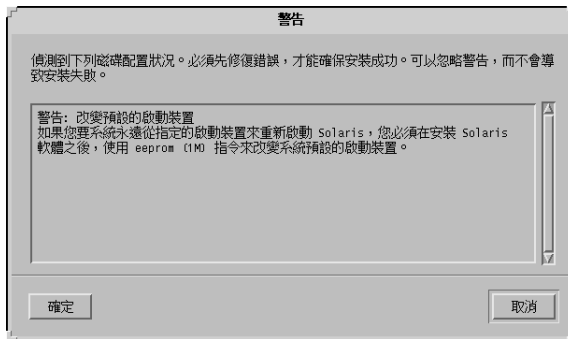 警告
偵測到下列磁碟配置狀況。必須先修復錯誤，才能確保安裝成功。可以忽略警告，而不會導
致安裝失敗。
警告: 改變預設的啟動裝置
如果您要系統永遠從指定的啟動裝置來重新啟動 Solaris，您必須在安裝 Solaris
軟體之後，使用 eeprom (1M) 指令來改變系統預設的啟動裝置。
確定
取消